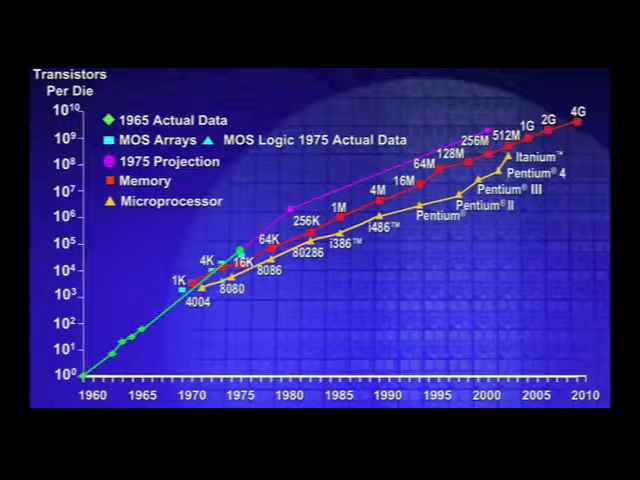 Transistors
Per Die
10¹⁰
10⁹
10⁸
10⁷
10⁶
10⁵
10⁴
10³
10²
10¹
10⁰
1965 Actual Data
MOS Arrays MOS Logic 1975 Actual Data
1975 Projection
Memory
Microprocessor
1K
4K
16K
64K
256K
1M
4M
16M
64M
128M
256M
512M
1G
2G
4G
4004
8080
8086
80286
i386™
i486™
Pentium®
Pentium® II
Pentium® III
Pentium® 4
Itanium™
1960 1965 1970 1975 1980 1985 1990 1995 2000 2005 2010